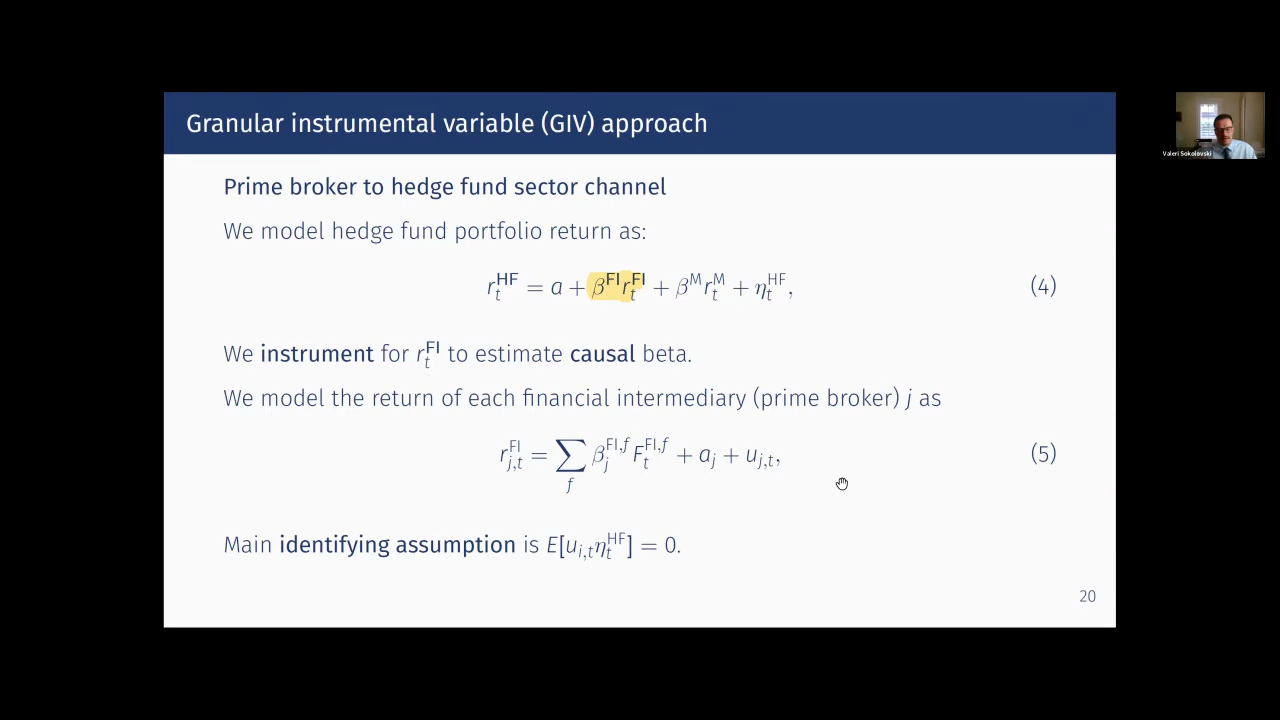 Granular instrumental variable (GIV) approach
Prime broker to hedge fund sector channel
We model hedge fund portfolio return as:
r_t^HF = a + β^FI r_t^FI + β^M r_t^M + η_t^HF, (4)
We instrument for r_t^FI to estimate causal beta.
We model the return of each financial intermediary (prime broker) j as
r_{j,t}^FI = ∑_f β_j^{FI,f} F_t^{FI,f} + a_j + u_{j,t}, (5)
Main identifying assumption is E[u_{i,t} η_t^HF] = 0.
20
Valeri Sokolovski